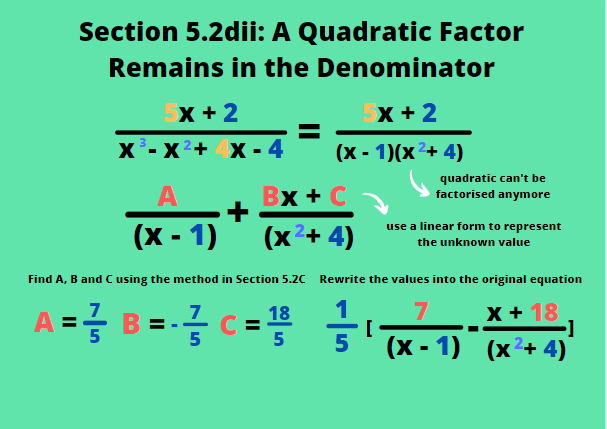 Section 5.2dii: A Quadratic Factor
Remains in the Denominator
5x + 2 / x³ - x² + 4x - 4 = 5x + 2 / (x - 1)(x² + 4)
quadratic can't be
factorised anymore
A / (x - 1) + Bx + C / (x² + 4)
use a linear form to represent
the unknown value
Find A, B and C using the method in Section 5.2C
A = 7/5 B = - 7/5 C = 18/5
Rewrite the values into the original equation
1/5 [ 7 / (x - 1) - x + 18 / (x² + 4) ]